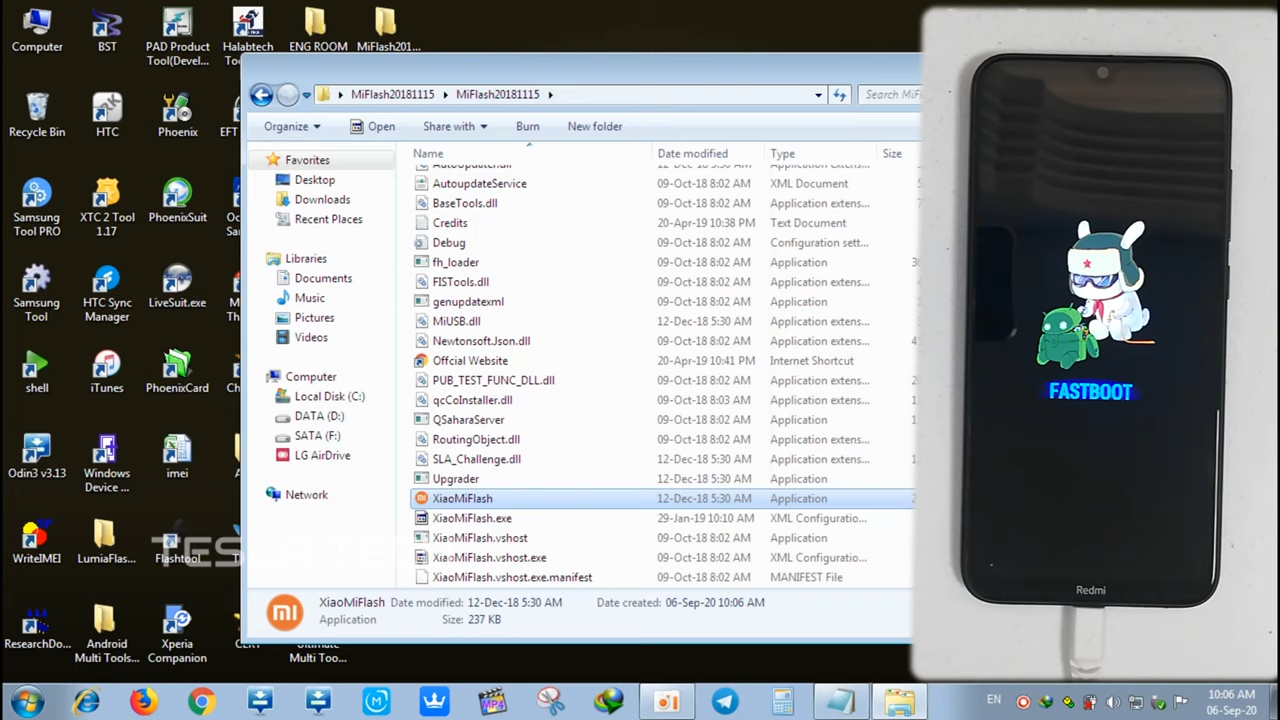 Computer
BST
PAD Product
Tool(Devel...
Halabtech
ENG ROOM
MiFlash201...
Recycle Bin
HTC
Phoenix
EFT
Samsung
Tool PRO
XTC 2 Tool
1.17
PhoenixSuit
Samsung
Tool
HTC Sync
Manager
LiveSuit.exe
shell
iTunes
PhoenixCard
Odin3 v3.13
Windows
Device ...
imei
WriteIMEI
LumiaFlas...
Flashtool
ResearchDo...
Android
Multi Tools...
Xperia
Companion
Multi Too...
MiFlash20181115
MiFlash20181115
Search MiF
Organize
Open
Share with
Burn
New folder
Favorites
Desktop
Downloads
Recent Places
Libraries
Documents
Music
Pictures
Videos
Computer
Local Disk (C:)
DATA (D:)
SATA (F:)
LG AirDrive
Network
Name Date modified Type Size
AutoupdateService 09-Oct-18 8:02 AM XML Document
BaseTools.dll 09-Oct-18 8:02 AM Application extens...
Credits 20-Apr-19 10:38 PM Text Document
Debug 09-Oct-18 8:02 AM Configuration sett...
fh_loader 09-Oct-18 8:02 AM Application
FISTools.dll 09-Oct-18 8:02 AM Application extens...
genupdatexml 09-Oct-18 8:02 AM Application
MiUSB.dll 09-Oct-18 8:02 AM Application extens...
Newtonsoft.Json.dll 09-Oct-18 8:02 AM Application extens...
Offcial Website 20-Apr-19 10:41 PM Internet Shortcut
PUB_TEST_FUNC_DLL.dll 09-Oct-18 8:02 AM Application extens...
qcCoInstaller.dll 09-Oct-18 8:03 AM Application extens...
QSaharaServer 09-Oct-18 8:02 AM Application
RoutingObject.dll 09-Oct-18 8:02 AM Application extens...
SLA_Challenge.dll 12-Dec-18 5:30 AM Application extens...
Upgrader 09-Oct-18 8:02 AM Application
XiaoMiFlash 12-Dec-18 5:30 AM Application
XiaoMiFlash.exe 29-Jan-19 10:10 AM XML Configuratio...
XiaoMiFlash.vshost 09-Oct-18 8:02 AM Application
XiaoMiFlash.vshost.exe 09-Oct-18 8:02 AM XML Configuratio...
XiaoMiFlash.vshost.exe.manifest 09-Oct-18 8:02 AM MANIFEST File
XiaoMiFlash Date modified: 12-Dec-18 5:30 AM Date created: 06-Sep-20 10:06 AM
Application Size: 237 KB
FASTBOOT
Redmi
EN
10:06 AM
06-Sep-20